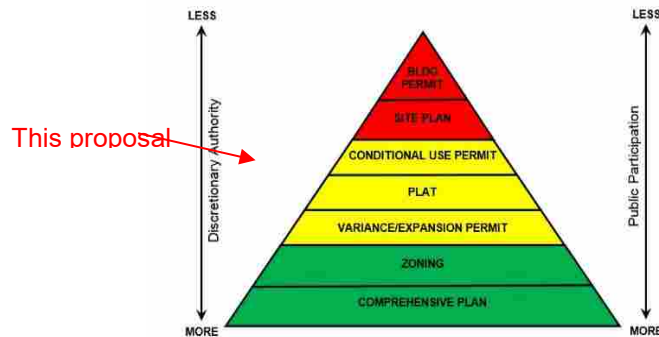 LESS
LESS
BLDG
PERMIT
SITE PLAN
This proposal
CONDITIONAL USE PERMIT
PLAT
VARIANCE/EXPANSION PERMIT
ZONING
COMPREHENSIVE PLAN
Discretionary Authority
Public Participation
MORE
MORE